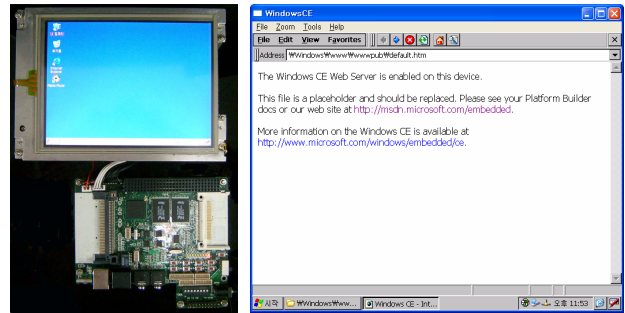 WindowsCE
File Zoom Tools Help
File Edit View Favorites
Address ₩Windows₩www₩wwwpub₩default.htm
The Windows CE Web Server is enabled on this device.
This file is a placeholder and should be replaced. Please see your Platform Builder
docs or our web site at http://msdn.microsoft.com/embedded.
More information on the Windows CE is available at
http://www.microsoft.com/windows/embedded/ce.
시작 ₩Windows₩ww... Windows CE - Int... 오후 11:53